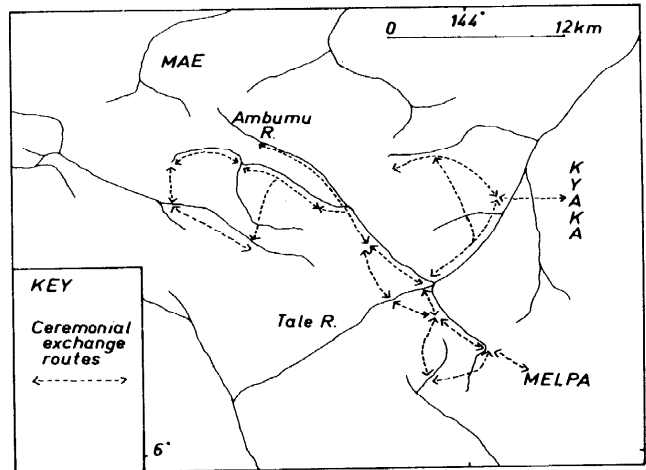 144°
0 12km
MAE
Ambumu
R.
K
Y
A
K
A
KEY
Ceremonial
exchange
routes
Tale R.
MELPA
6°